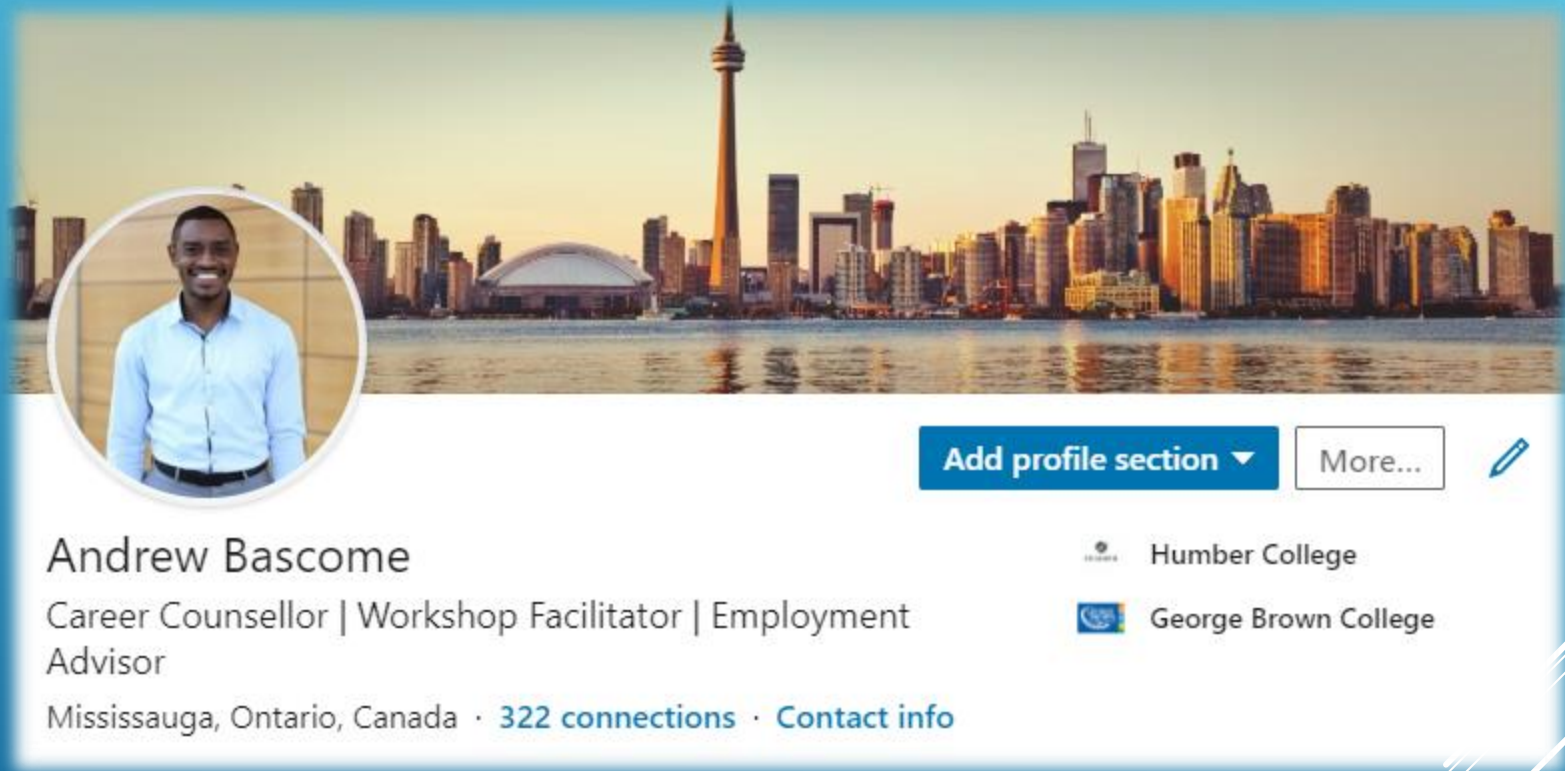 Add profile section
More...
Andrew Bascome
Career Counsellor | Workshop Facilitator | Employment
Advisor
Mississauga, Ontario, Canada · 322 connections · Contact info
Humber College
George Brown College